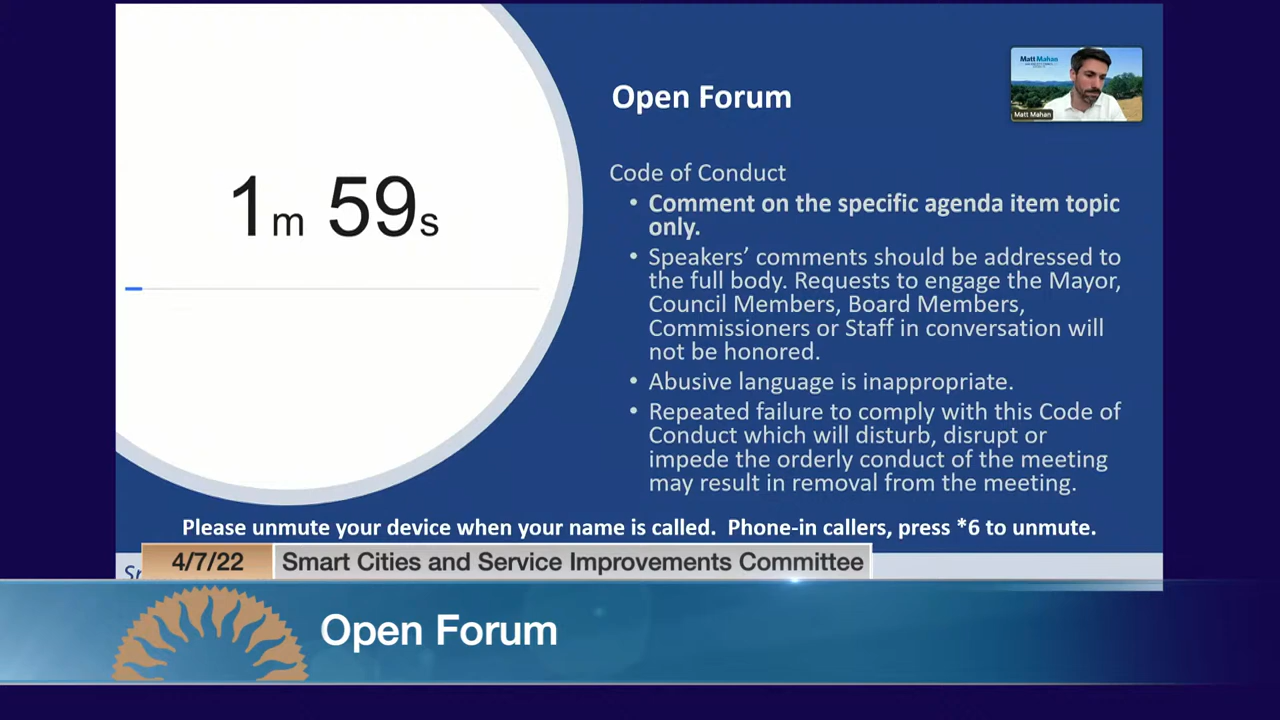 1m 59s
Open Forum
Matt Mahan
Matt Mahan
Code of Conduct
• Comment on the specific agenda item topic
only.
• Speakers’ comments should be addressed to
the full body. Requests to engage the Mayor,
Council Members, Board Members,
Commissioners or Staff in conversation will
not be honored.
• Abusive language is inappropriate.
• Repeated failure to comply with this Code of
Conduct which will disturb, disrupt or
impede the orderly conduct of the meeting
may result in removal from the meeting.
Please unmute your device when your name is called. Phone-in callers, press *6 to unmute.
4/7/22 Smart Cities and Service Improvements Committee
Open Forum